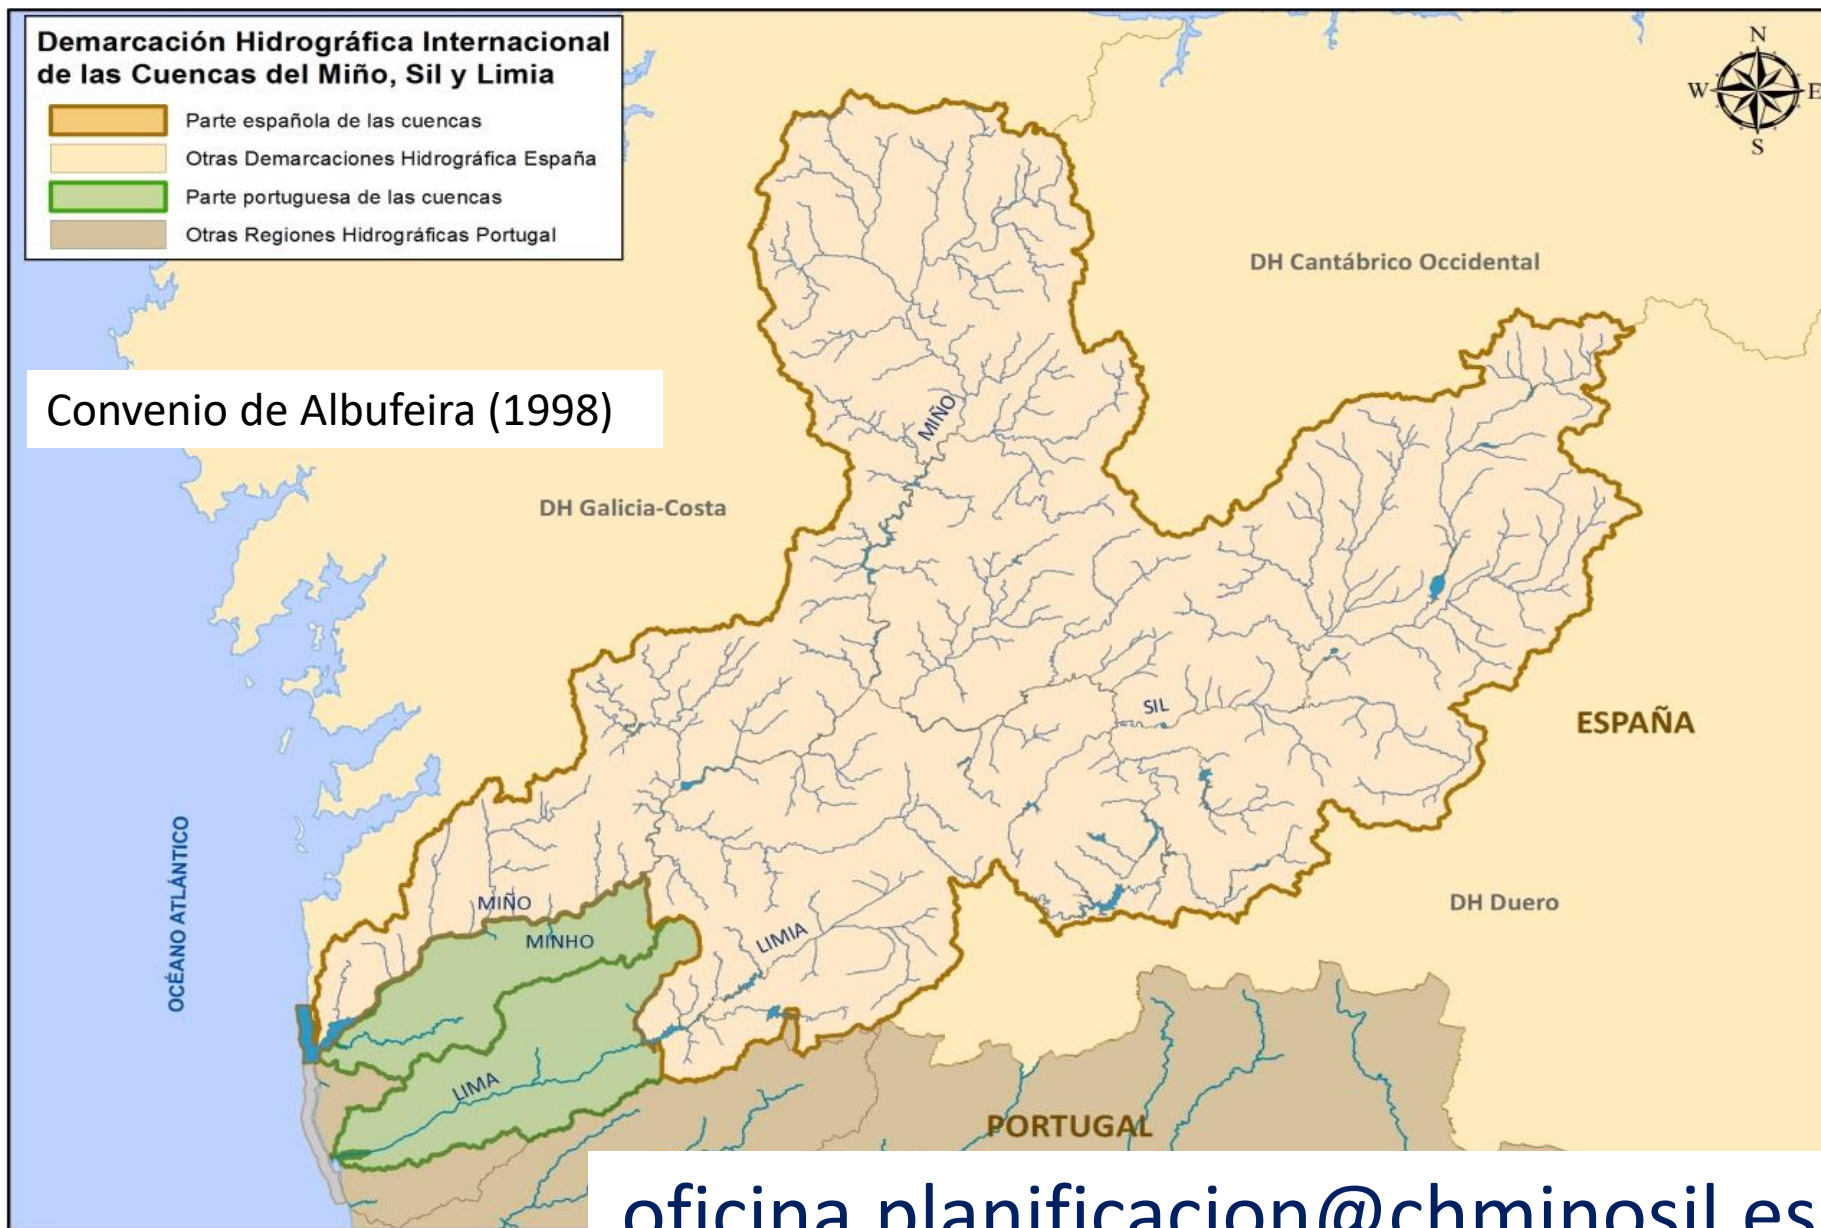 Demarcación Hidrográfica Internacional
de las Cuencas del Miño, Sil y Limia
Parte española de las cuencas
Otras Demarcaciones Hidrográfica España
Parte portuguesa de las cuencas
Otras Regiones Hidrográficas Portugal
N
W
E
S
DH Cantábrico Occidental
Convenio de Albufeira (1998)
MIÑO
DH Galicia-Costa
SIL
ESPAÑA
OCÉANO ATLÁNTICO
MIÑO
DH Duero
MINHO
LIMIA
LIMA
PORTUGAL
oficina.planificacion@chminosil.es